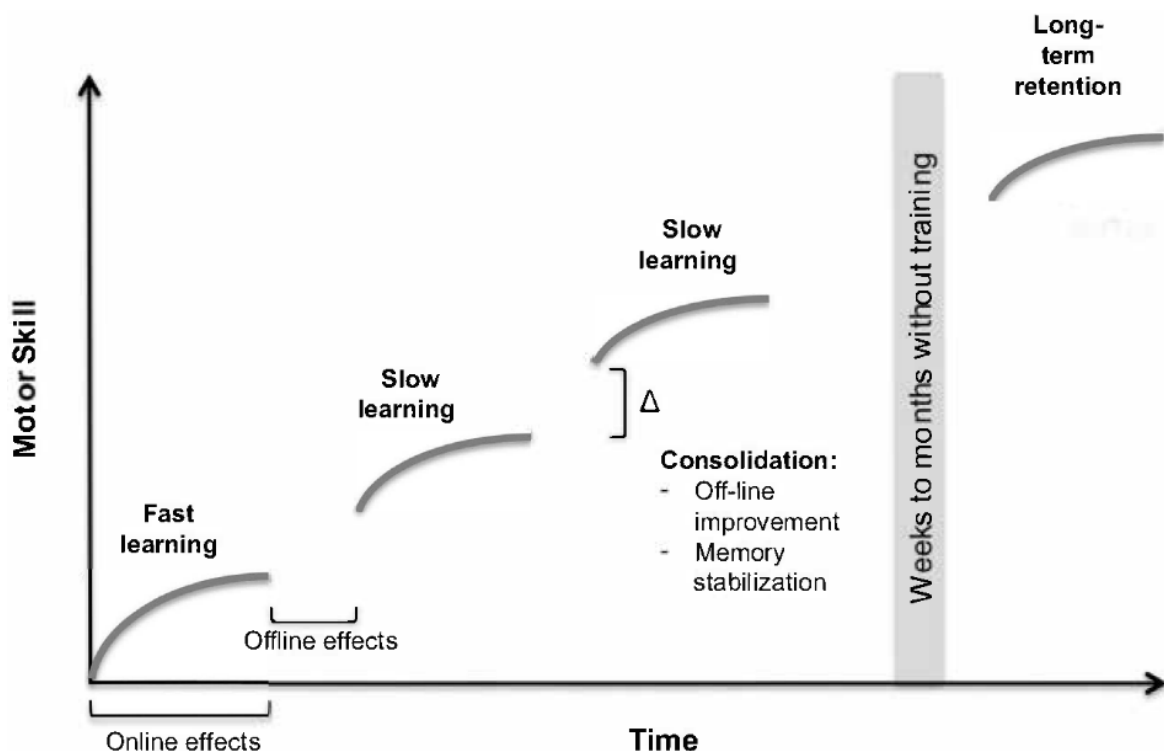 Long-
term
retention
Motor Skill
Weeks to months without training
Slow
learning
Slow
learning
Δ
Consolidation:
- Off-line
improvement
- Memory
stabilization
Fast
learning
Offline effects
Online effects
Time